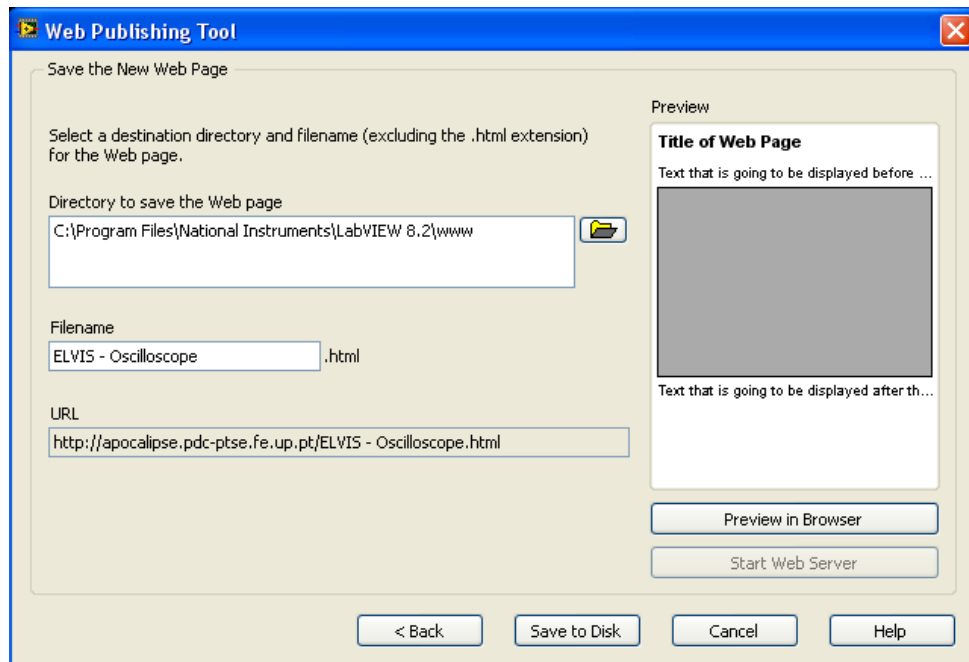 Web Publishing Tool
Save the New Web Page
Select a destination directory and filename (excluding the .html extension)
for the Web page.
Directory to save the Web page
C:\Program Files\National Instruments\LabVIEW 8.2\www
Filename
ELVIS - Oscilloscope .html
URL
http://apocalipse.pdc-ptse.fe.up.pt/ELVIS - Oscilloscope.html
Preview
Title of Web Page
Text that is going to be displayed before ...
Text that is going to be displayed after th...
Preview in Browser
Start Web Server
< Back Save to Disk Cancel Help